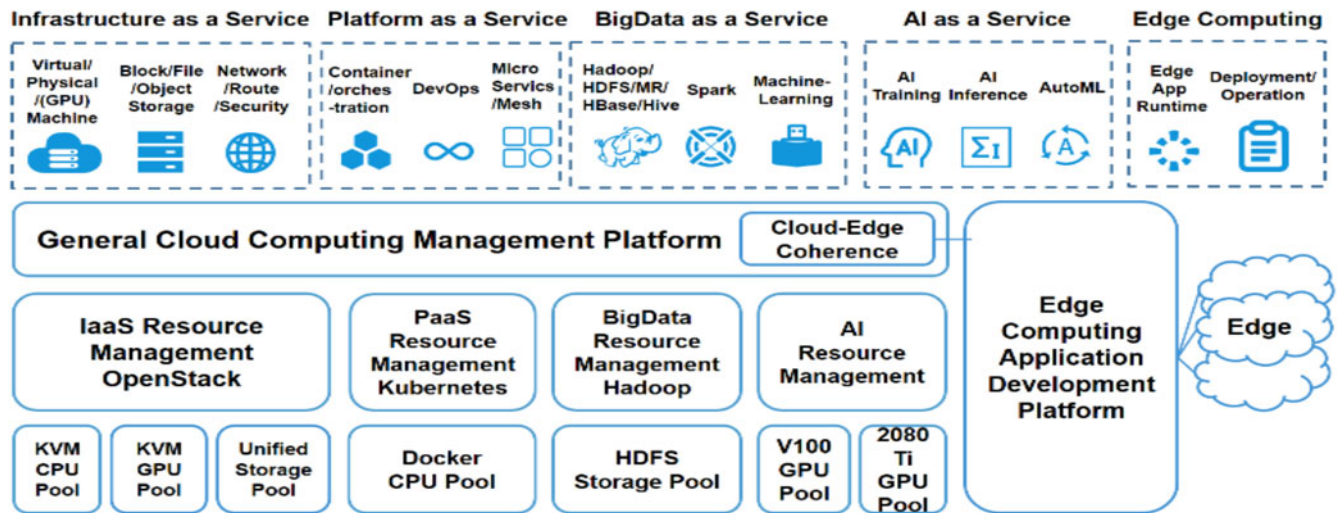 Infrastructure as a Service
Platform as a Service
BigData as a Service
AI as a Service
Edge Computing
Virtual/
Physical
/(GPU)
Machine
Block/File
/Object
Storage
Network
/Route
/Security
Container
/orches
-tration
DevOps
Micro
Servics
/Mesh
Hadoop/
HDFS/MR/
HBase/Hive
Spark
Machine-
Learning
AI
Training
AI
Inference
AutoML
Edge
App
Runtime
Deployment/
Operation
AI
ΣI
A
General Cloud Computing Management Platform
Cloud-Edge
Coherence
IaaS Resource
Management
OpenStack
PaaS
Resource
Management
Kubernetes
BigData
Resource
Management
Hadoop
AI
Resource
Management
Edge
Computing
Application
Development
Platform
Edge
KVM
CPU
Pool
KVM
GPU
Pool
Unified
Storage
Pool
Docker
CPU Pool
HDFS
Storage Pool
V100
GPU
Pool
2080
Ti
GPU
Pool